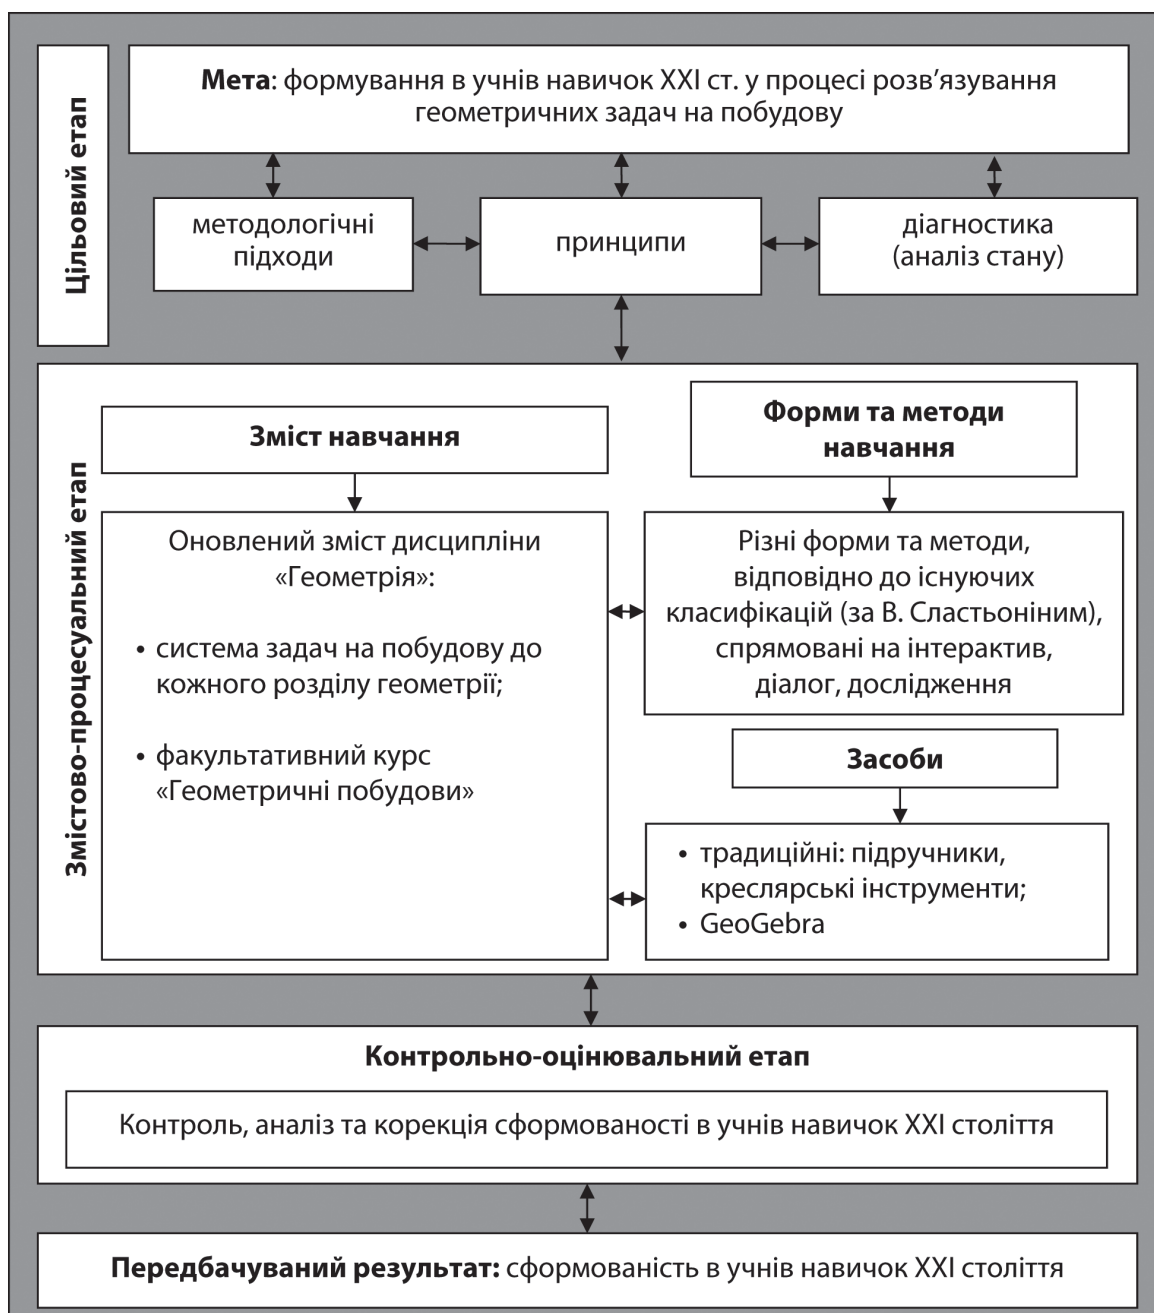 Цільовий етап
Мета: формування в учнів навичок XXI ст. у процесі розв’язування
геометричних задач на побудову
методологічні
підходи
принципи
діагностика
(аналіз стану)
Змістово-процесуальний етап
Зміст навчання
Оновлений зміст дисципліни
«Геометрія»:
• система задач на побудову до
кожного розділу геометрії;
• факультативний курс
«Геометричні побудови»
Форми та методи
навчання
Різні форми та методи,
відповідно до існуючих
класифікацій (за В. Сластьоніним),
спрямовані на інтерактив,
діалог, дослідження
Засоби
• традиційні: підручники,
креслярські інструменти;
• GeoGebra
Контрольно-оцінювальний етап
Контроль, аналіз та корекція сформованості в учнів навичок XXI століття
Передбачуваний результат: сформованість в учнів навичок XXI століття